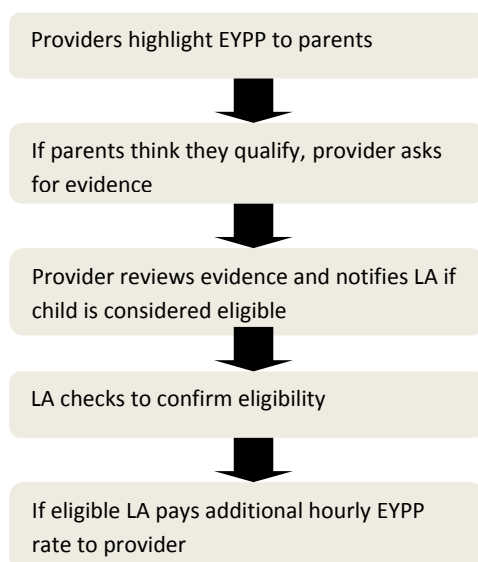 Providers highlight EYPP to parents
If parents think they qualify, provider asks
for evidence
Provider reviews evidence and notifies LA if
child is considered eligible
LA checks to confirm eligibility
If eligible LA pays additional hourly EYPP
rate to provider